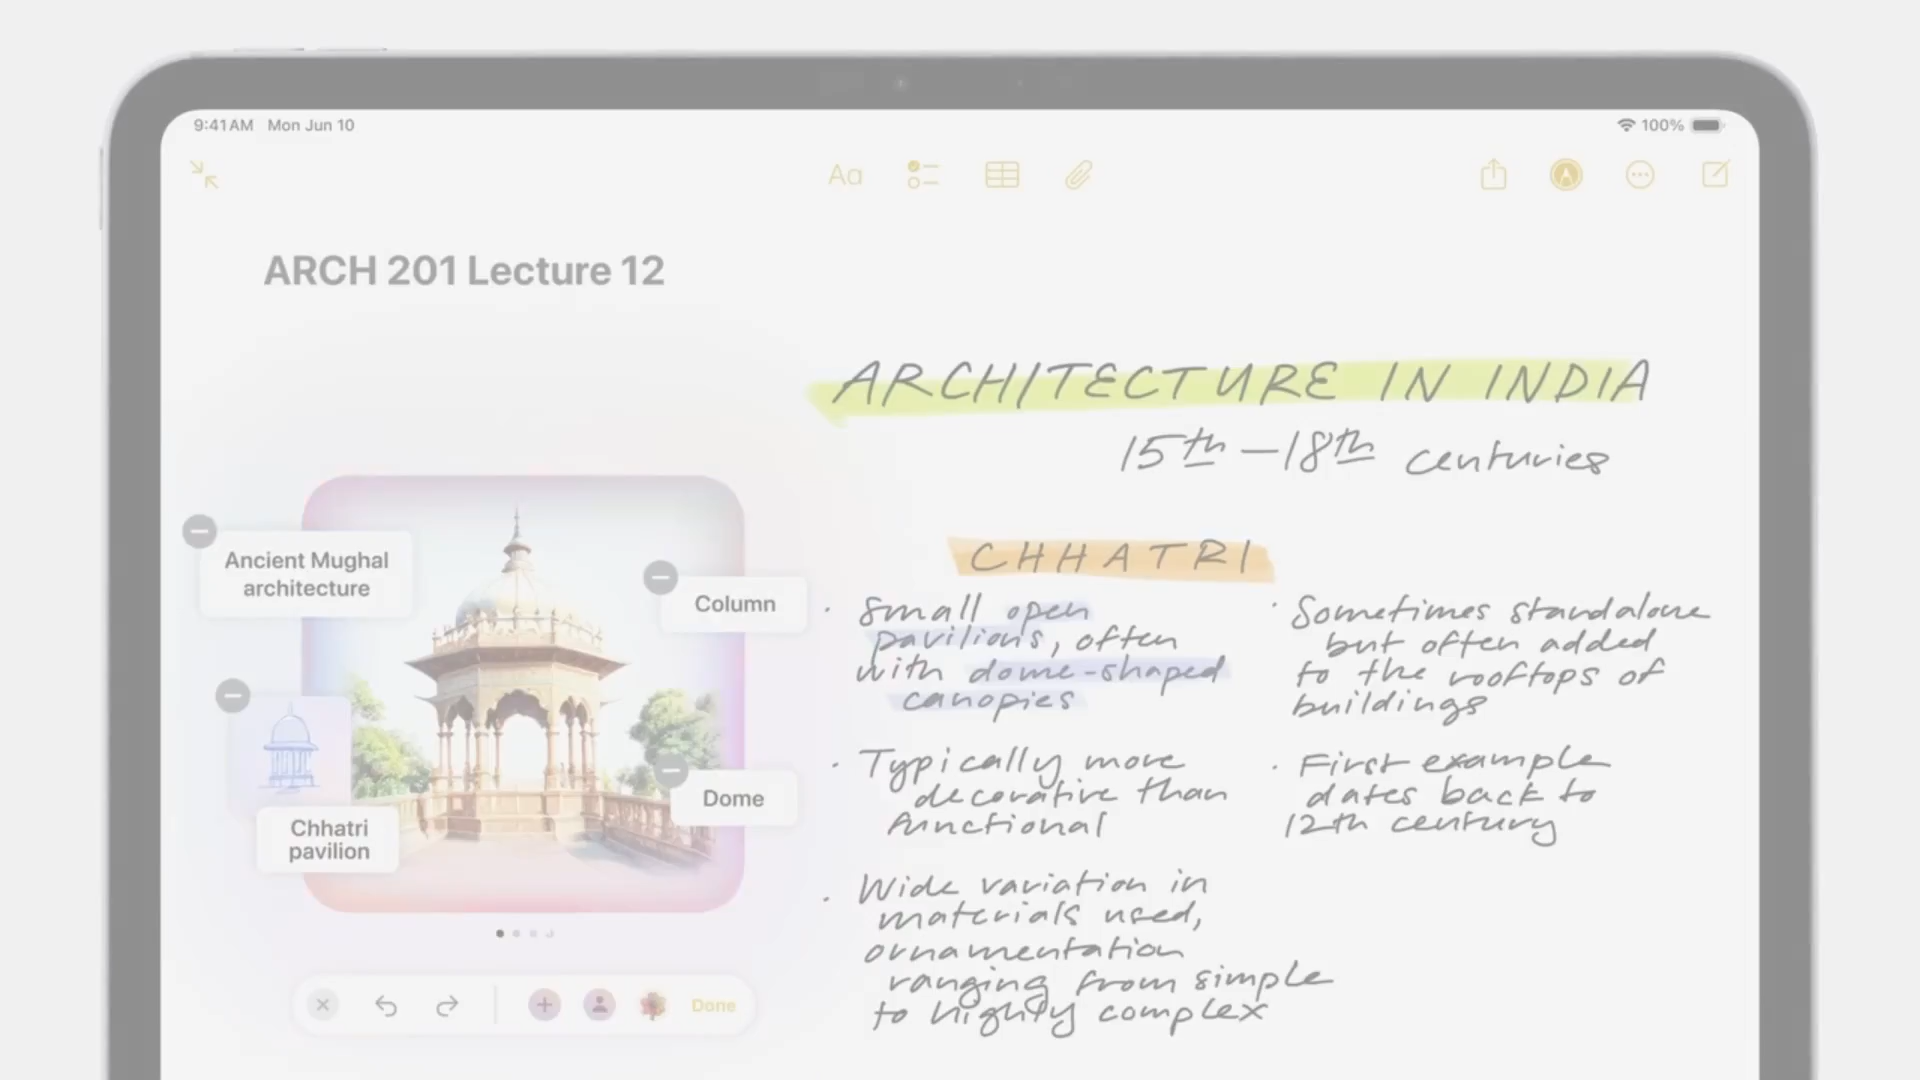 9:41 AM Mon Jun 10
100%
Aa
ARCH 201 Lecture 12
Ancient Mughal
architecture
Column
Chhatri
pavilion
Dome
Done
ARCHITECTURE IN INDIA
15th – 18th centuries
CHHATRI
· Small open
pavilions, often
with dome-shaped
canopies
· Typically more
decorative than
functional
· Wide variation in
materials used,
ornamentation
ranging from simple
to highly complex
· Sometimes standalone
but often added
to the rooftops of
buildings
· First example
dates back to
12th century